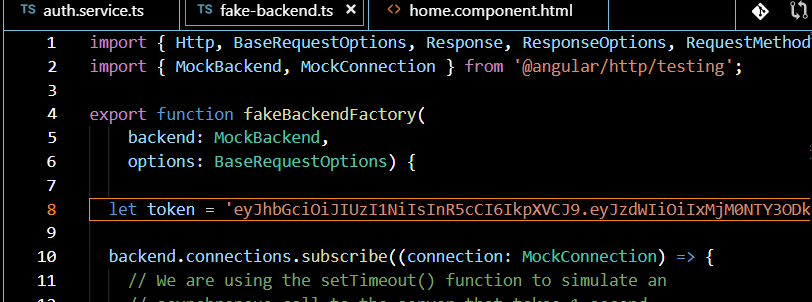 TS auth.service.ts TS fake-backend.ts × <> home.component.html
1 import { Http, BaseRequestOptions, Response, ResponseOptions, RequestMethod
2 import { MockBackend, MockConnection } from '@angular/http/testing';
3
4 export function fakeBackendFactory(
5 backend: MockBackend,
6 options: BaseRequestOptions) {
7
8 let token = 'eyJhbGciOiJIUzI1NiIsInR5cCI6IkpXVCJ9.eyJzdWIiOiIxMjM0NTY3ODk
9
10 backend.connections.subscribe((connection: MockConnection) => {
11 // We are using the setTimeout() function to simulate an